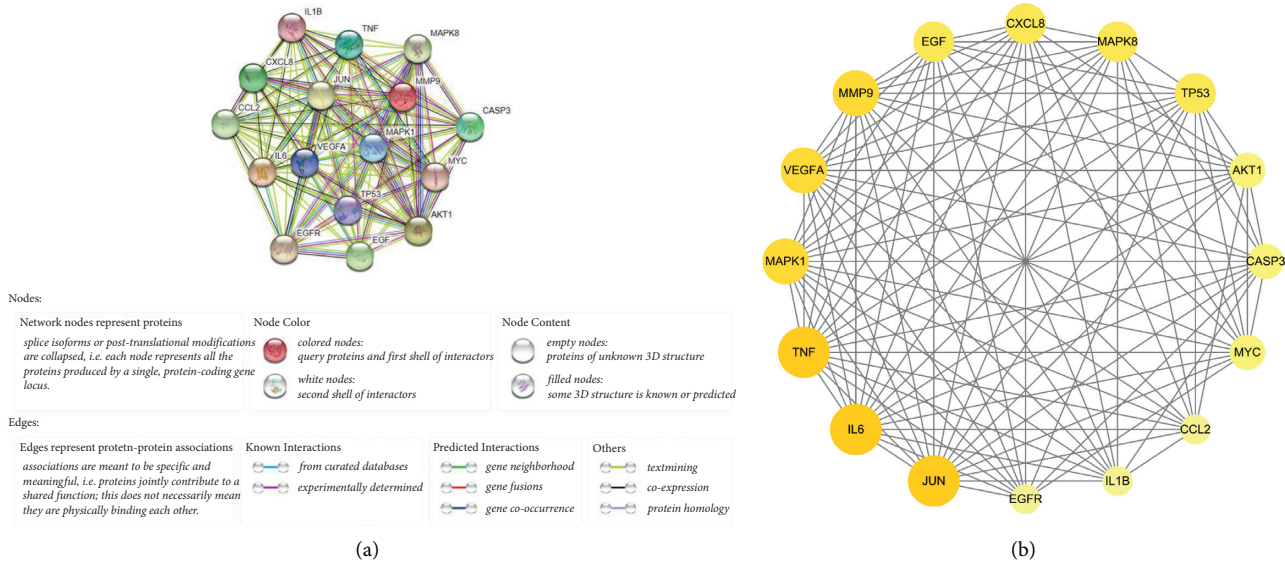 IL1B
TNF
MAPK8
CXCL8
JUN
MMP9
CCL2
CASP3
MAPK1
IL6
VEGFA
MYC
TP53
AKT1
EGFR
EGF
Nodes:
Network nodes represent proteins
splice isoforms or post-translational modifications
are collapsed, i.e. each node represents all the
proteins produced by a single, protein-coding gene
locus.
Node Color
colored nodes:
query proteins and first shell of interactors
white nodes:
second shell of interactors
Node Content
empty nodes:
proteins of unknown 3D structure
filled nodes:
some 3D structure is known or predicted
Edges:
Edges represent protetn-protein associations
associations are meant to be specific and
meaningful, i.e. proteins jointly contribute to a
shared function; this does not necessarily mean
they are physically binding each other.
Known Interactions
from curated databases
experimentally determined
Predicted Interactions
gene neighborhood
gene fusions
gene co-occurrence
Others
textmining
co-expression
protein homology
(a)
CXCL8
EGF
MAPK8
MMP9
TP53
VEGFA
AKT1
MAPK1
CASP3
TNF
MYC
IL6
CCL2
JUN
IL1B
EGFR
(b)